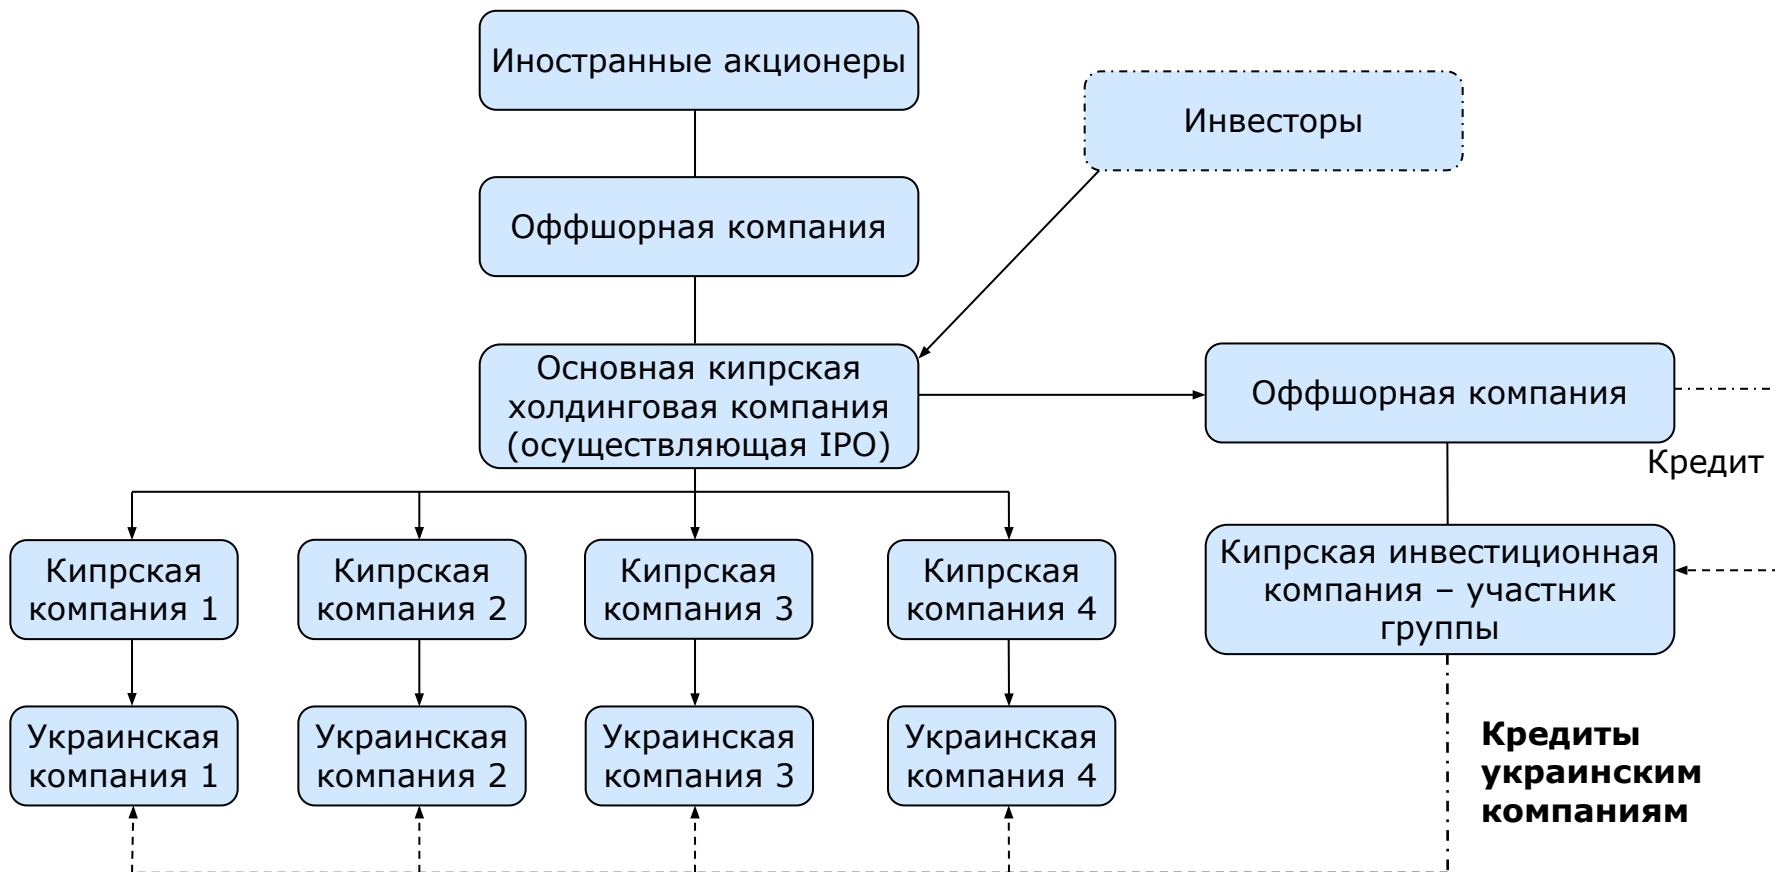 Иностранные акционеры
Инвесторы
Оффшорная компания
Основная кипрская
холдинговая компания
(осуществляющая IPO)
Оффшорная компания
Кредит
Кипрская
компания 1
Кипрская
компания 2
Кипрская
компания 3
Кипрская
компания 4
Кипрская инвестиционная
компания – участник
группы
Украинская
компания 1
Украинская
компания 2
Украинская
компания 3
Украинская
компания 4
Кредиты
украинским
компаниям